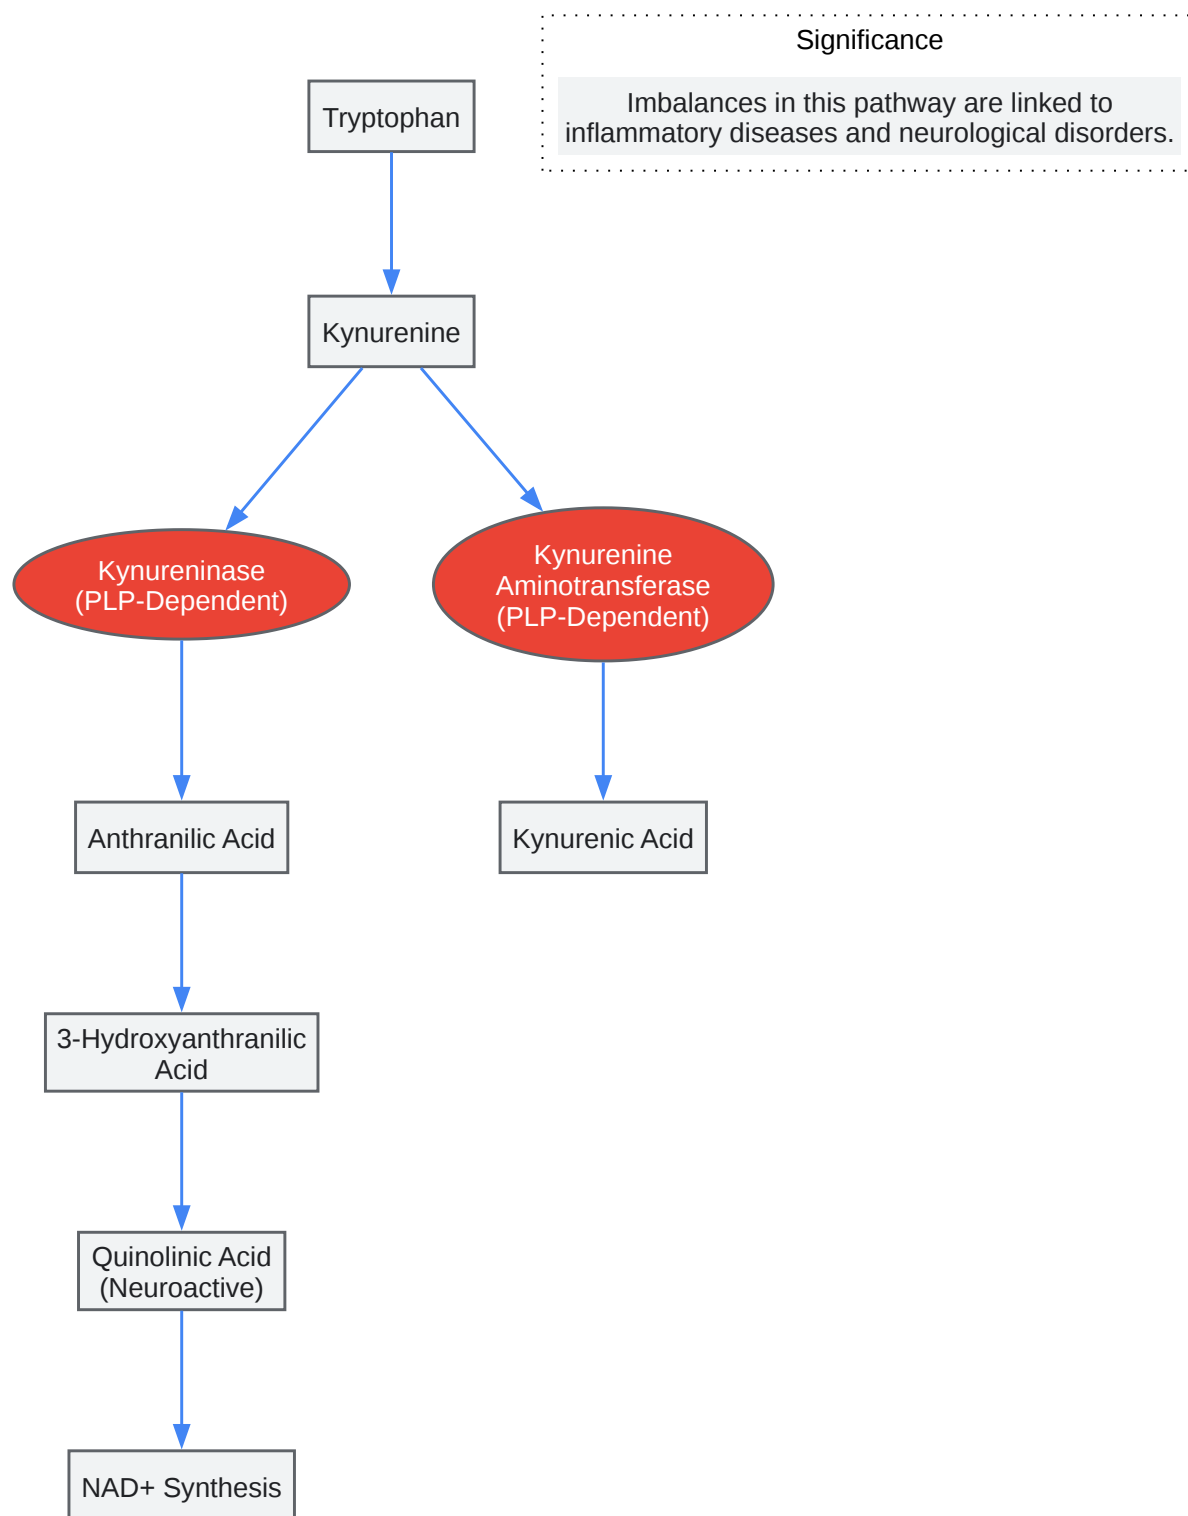 Significance
Imbalances in this pathway are linked to
inflammatory diseases and neurological disorders.
Tryptophan
Kynurenine
Kynureninase
(PLP-Dependent)
Kynurenine
Aminotransferase
(PLP-Dependent)
Anthranilic Acid
Kynurenic Acid
3-Hydroxyanthranilic
Acid
Quinolinic Acid
(Neuroactive)
NAD+ Synthesis